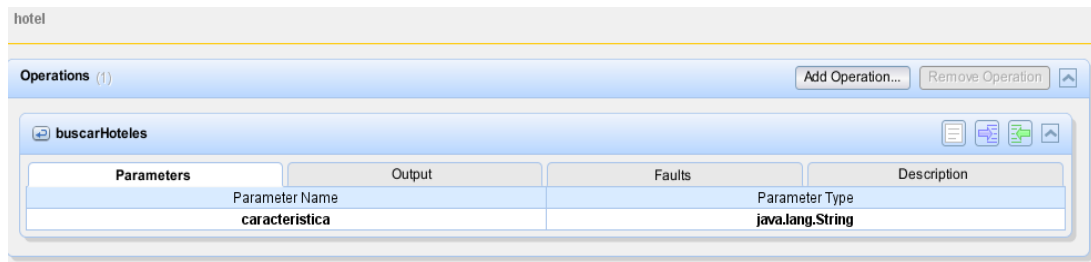 hotel
Operations (1) Add Operation... Remove Operation
buscarHoteles
Parameters Output Faults Description
Parameter Name Parameter Type
caracteristica java.lang.String